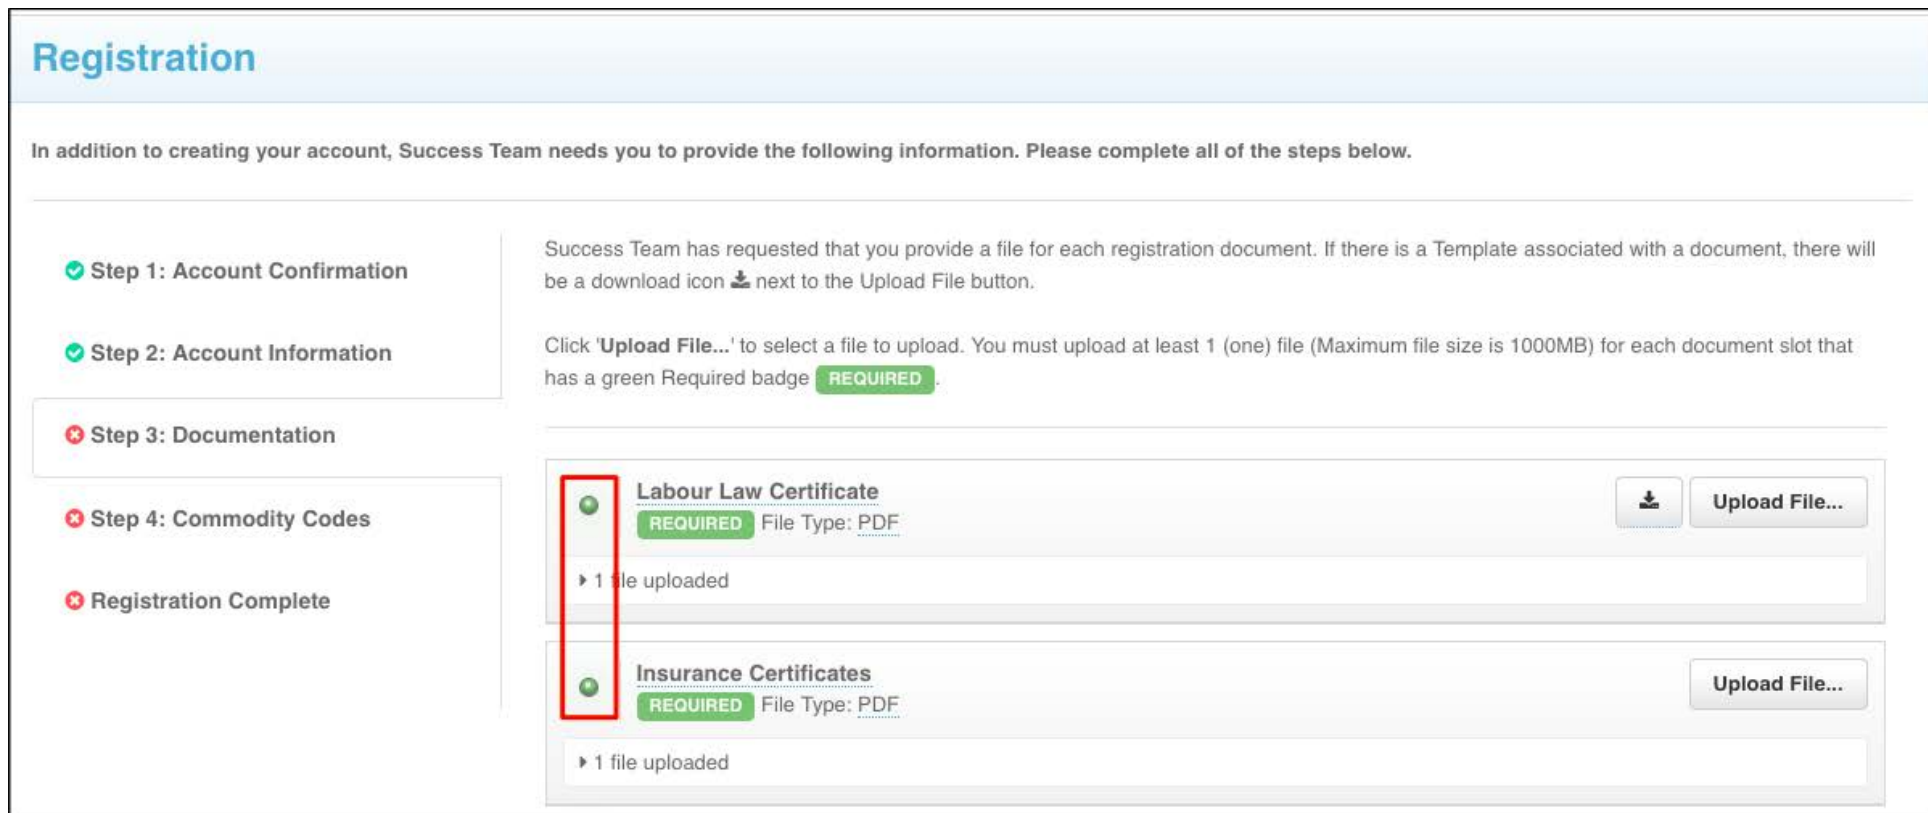 Registration
In addition to creating your account, Success Team needs you to provide the following information. Please complete all of the steps below.
Step 1: Account Confirmation
Step 2: Account Information
Step 3: Documentation
Step 4: Commodity Codes
Registration Complete
Success Team has requested that you provide a file for each registration document. If there is a Template associated with a document, there will
be a download icon next to the Upload File button.
Click 'Upload File...' to select a file to upload. You must upload at least 1 (one) file (Maximum file size is 1000MB) for each document slot that
has a green Required badge REQUIRED .
Labour Law Certificate
REQUIRED File Type: PDF
Upload File...
1 file uploaded
Insurance Certificates
REQUIRED File Type: PDF
Upload File...
1 file uploaded